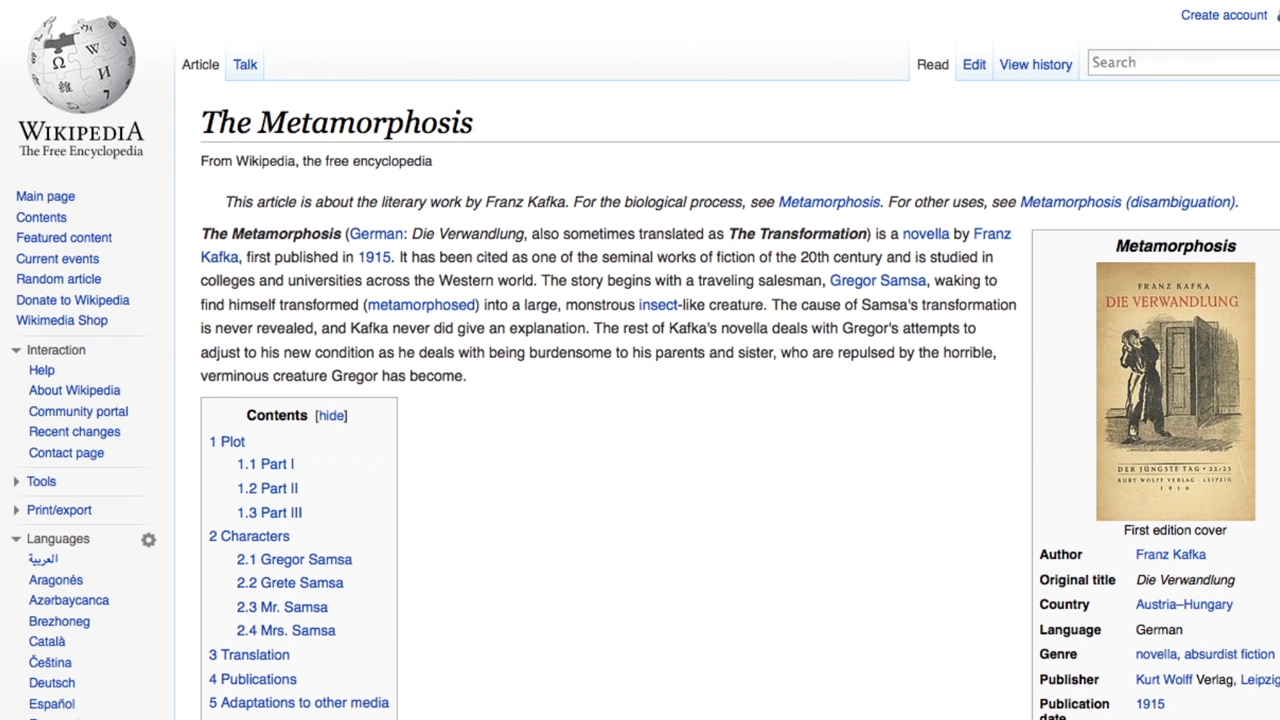 Create account
Article Talk Read Edit View history Search
WIKIPEDIA
The Free Encyclopedia
Main page
Contents
Featured content
Current events
Random article
Donate to Wikipedia
Wikimedia Shop
Interaction
Help
About Wikipedia
Community portal
Recent changes
Contact page
Tools
Print/export
Languages
العربية
Aragonés
Azərbaycanca
Brezhoneg
Català
Čeština
Deutsch
Español
The Metamorphosis
From Wikipedia, the free encyclopedia
This article is about the literary work by Franz Kafka. For the biological process, see Metamorphosis. For other uses, see Metamorphosis (disambiguation).
The Metamorphosis (German: Die Verwandlung, also sometimes translated as The Transformation) is a novella by Franz
Kafka, first published in 1915. It has been cited as one of the seminal works of fiction of the 20th century and is studied in
colleges and universities across the Western world. The story begins with a traveling salesman, Gregor Samsa, waking to
find himself transformed (metamorphosed) into a large, monstrous insect-like creature. The cause of Samsa's transformation
is never revealed, and Kafka never did give an explanation. The rest of Kafka's novella deals with Gregor's attempts to
adjust to his new condition as he deals with being burdensome to his parents and sister, who are repulsed by the horrible,
verminous creature Gregor has become.
Contents [hide]
1 Plot
1.1 Part I
1.2 Part II
1.3 Part III
2 Characters
2.1 Gregor Samsa
2.2 Grete Samsa
2.3 Mr. Samsa
2.4 Mrs. Samsa
3 Translation
4 Publications
5 Adaptations to other media
Metamorphosis
FRANZ KAFKA
DIE VERWANDLUNG
DER JÜNGSTE TAG • 22/23
KURT WOLFF VERLAG · LEIPZIG
1916
First edition cover
Author Franz Kafka
Original title Die Verwandlung
Country Austria–Hungary
Language German
Genre novella, absurdist fiction
Publisher Kurt Wolff Verlag, Leipzig
Publication 1915
date